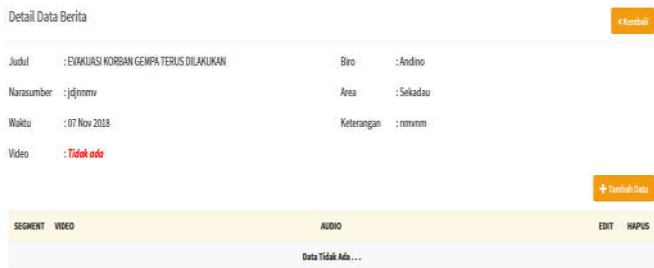 Detail Data Berita
<Kembali
Judul : EVAKUASI KORBAN GEMPA TERUS DILAKUKAN Biro : Andino
Narasumber : jdjnnmv Area : Sekadau
Waktu : 07 Nov 2018 Keterangan : nmvnm
Video : Tidak ada
+ Tambah Data
SEGMENT VIDEO AUDIO EDIT HAPUS
Data Tidak Ada . . .